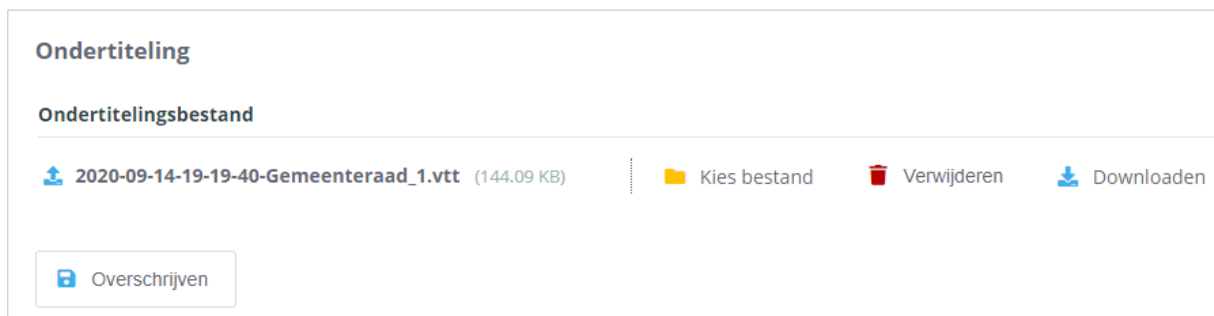 Ondertiteling
Ondertitelingsbestand
2020-09-14-19-19-40-Gemeenteraad_1.vtt (144.09 KB) Kies bestand Verwijderen Downloaden
Overschrijven